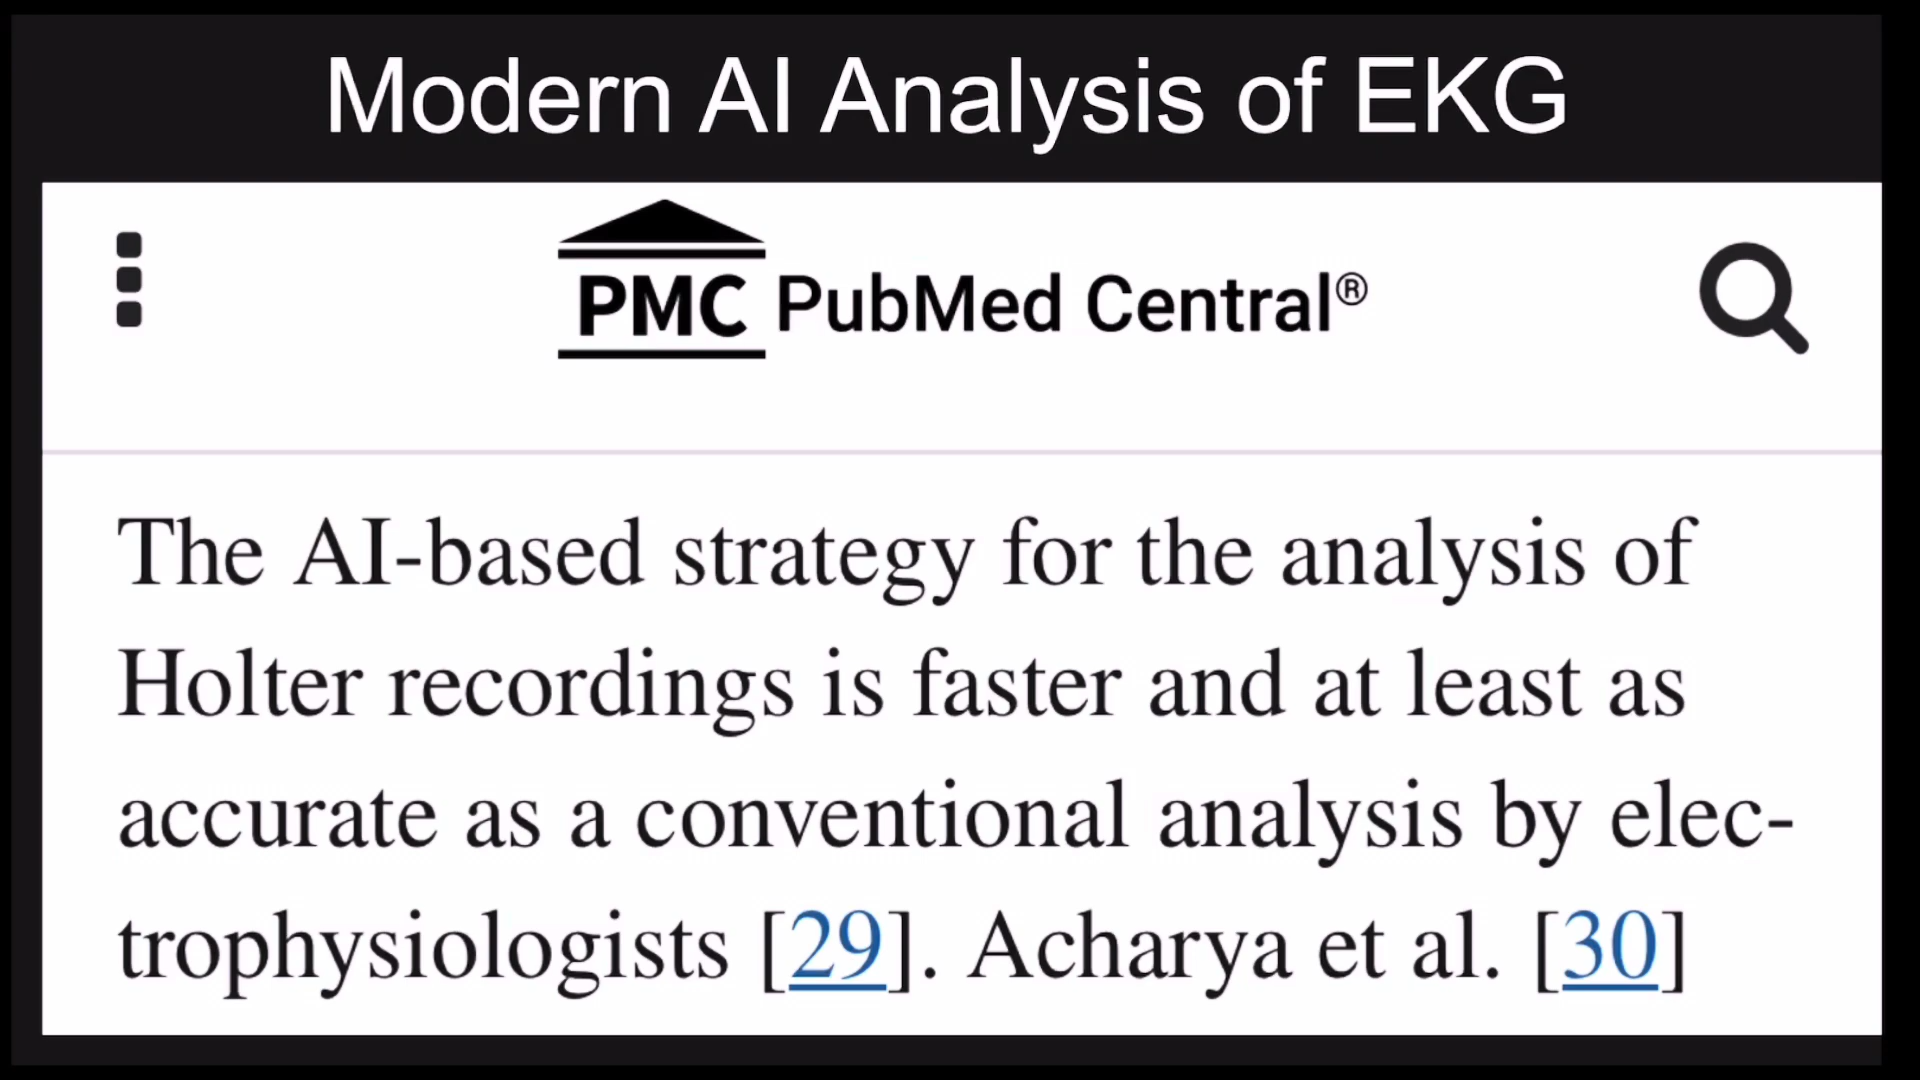 Modern AI Analysis of EKG
PMC PubMed Central®
The AI-based strategy for the analysis of
Holter recordings is faster and at least as
accurate as a conventional analysis by elec-
trophysiologists [29]. Acharya et al. [30]